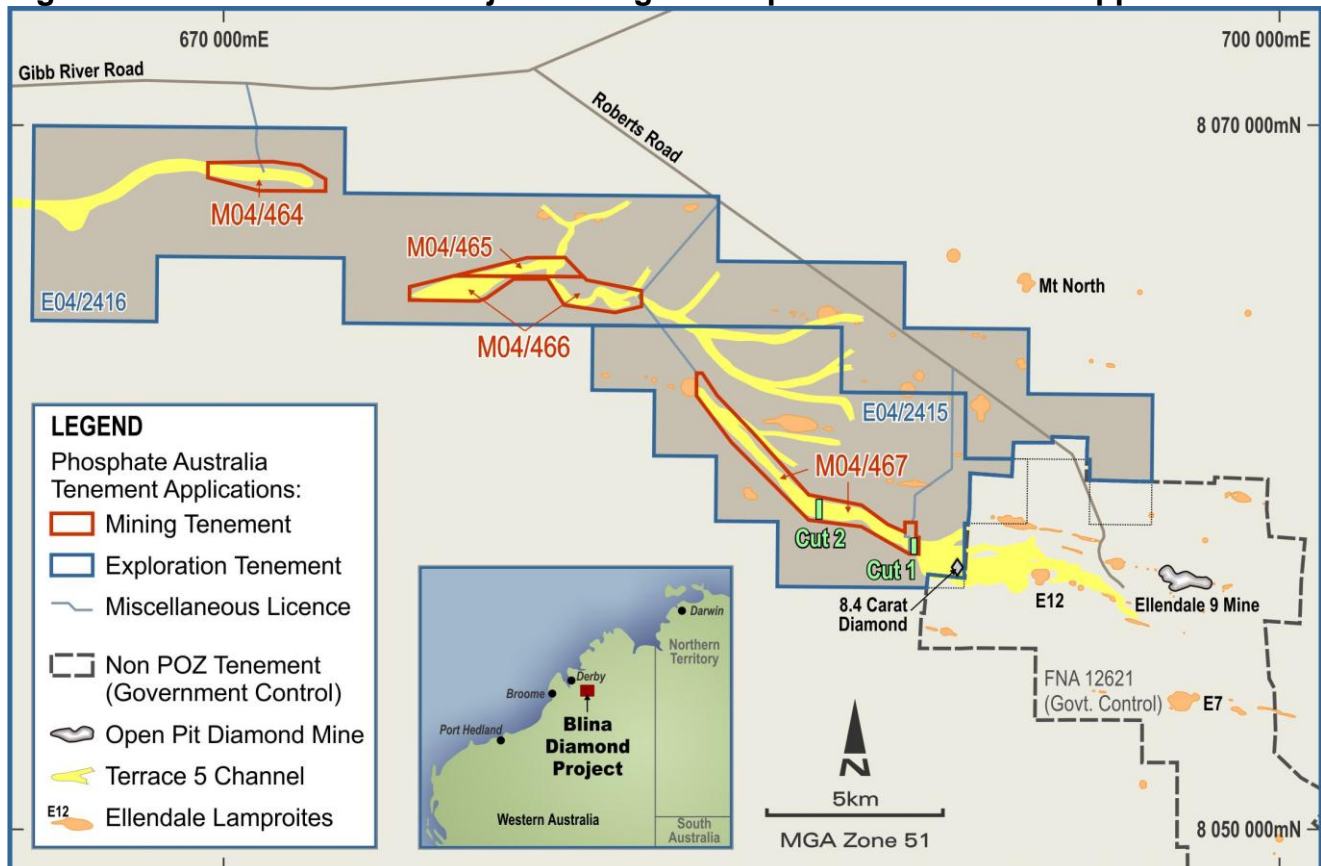 670 000mE
700 000mE
Gibb River Road
Roberts Road
8 070 000mN
M04/464
M04/465
E04/2416
M04/466
Mt North
E04/2415
M04/467
Cut 2
Cut 1
8.4 Carat
Diamond
E12
Ellendale 9 Mine
FNA 12621
(Govt. Control)
E7
LEGEND
Phosphate Australia
Tenement Applications:
Mining Tenement
Exploration Tenement
Miscellaneous Licence
Non POZ Tenement
(Government Control)
Open Pit Diamond Mine
Terrace 5 Channel
E12
Ellendale Lamproites
Darwin
Northern
Territory
Derby
Broome
Port Hedland
Blina
Diamond
Project
Western Australia
South
Australia
N
5km
MGA Zone 51
8 050 000mN